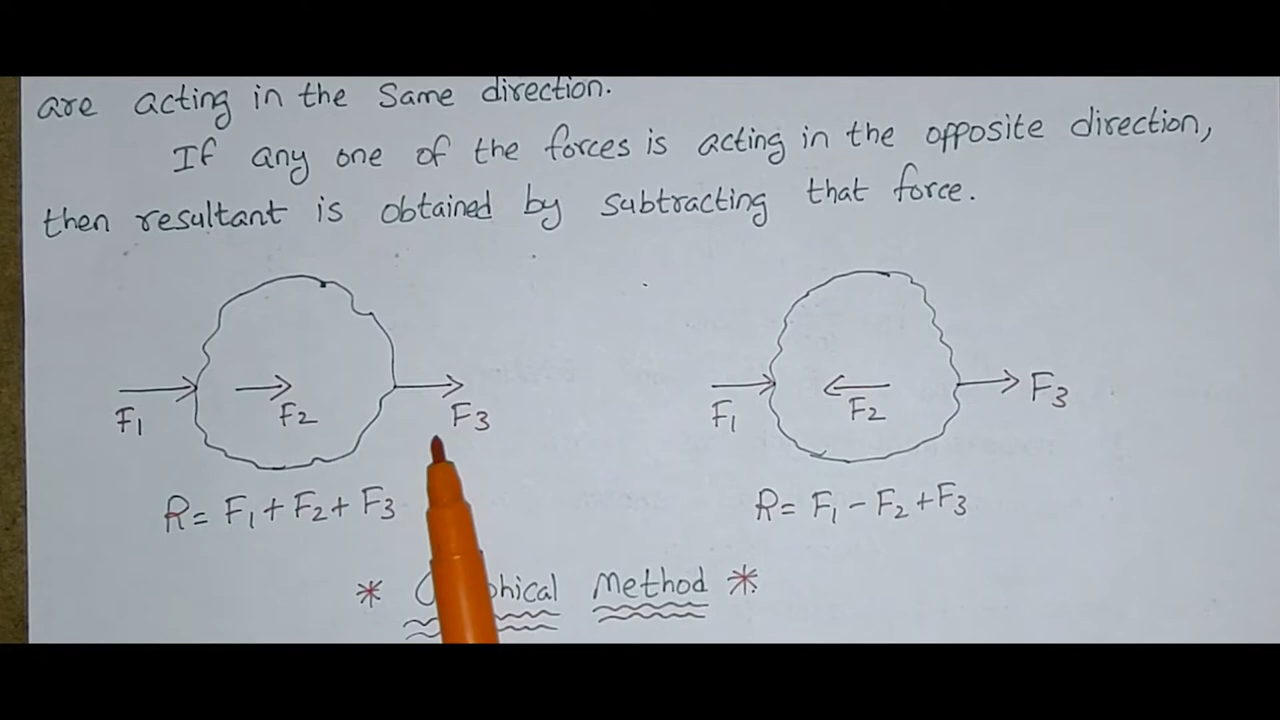 are acting in the Same direction.
If any one of the forces is acting in the opposite direction,
then resultant is obtained by subtracting that force.
F1 F2 F3
F1 F2 F3
R= F1 + F2 + F3
R= F1 - F2 + F3
* Method *